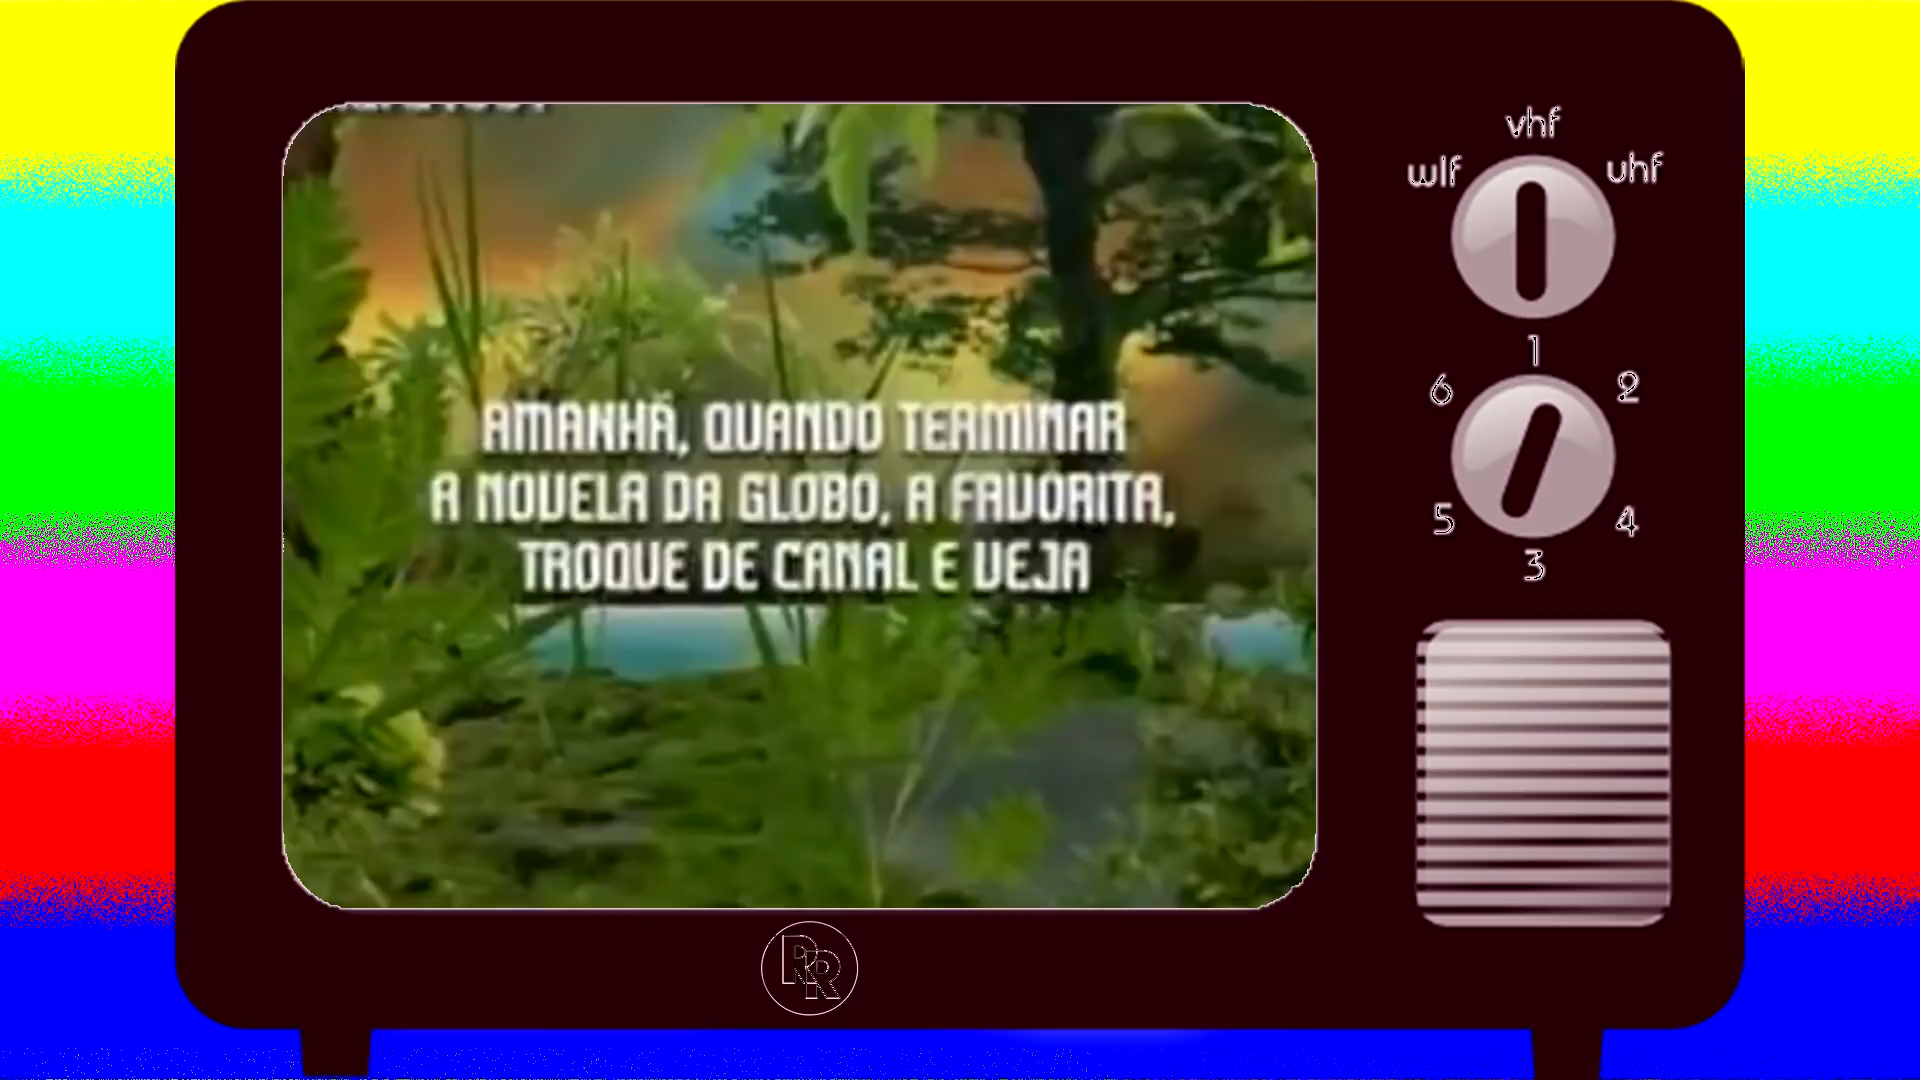 AMANHÃ, QUANDO TERMINAR
A NOVELA DA GLOBO, A FAVORITA,
TROQUE DE CANAL E VEJA
vhf
wlf
uhf
1
6
2
5
4
3
RR